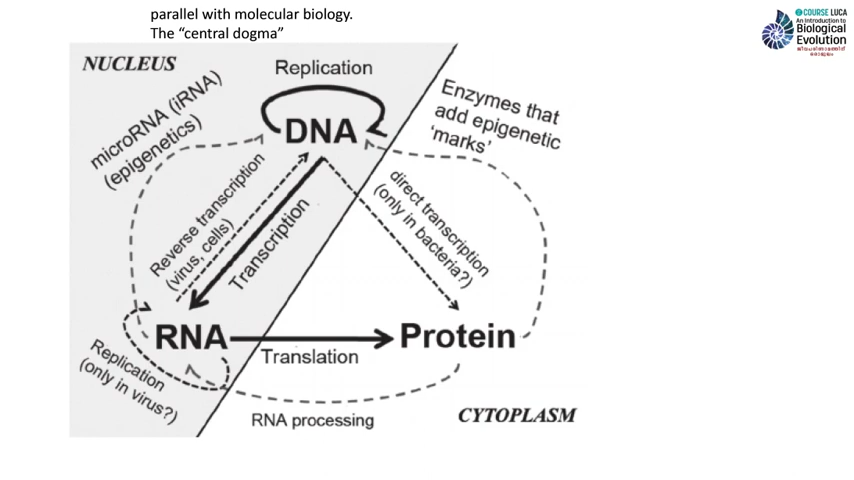 parallel with molecular biology.
The “central dogma”
COURSE LUCA
An Introduction to
Biological
Evolution
NUCLEUS
Replication
microRNA (iRNA)
(epigenetics)
DNA
Enzymes that
add epigenetic
‘marks’
Reverse transcription
(virus, cells)
Transcription
direct transcription
(only in bacteria?)
RNA
Protein
Translation
Replication
(only in virus?)
RNA processing
CYTOPLASM